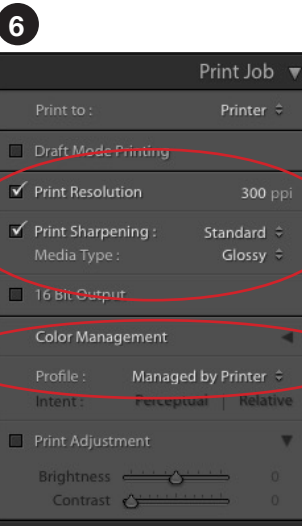 6
Print Job
Print to : Printer
Draft Mode Printing
Print Resolution 300 ppi
Print Sharpening : Standard
Media Type : Glossy
16 Bit Output
Color Management
Profile : Managed by Printer
Intent : Perceptual Relative
Print Adjustment
Brightness 0
Contrast 0